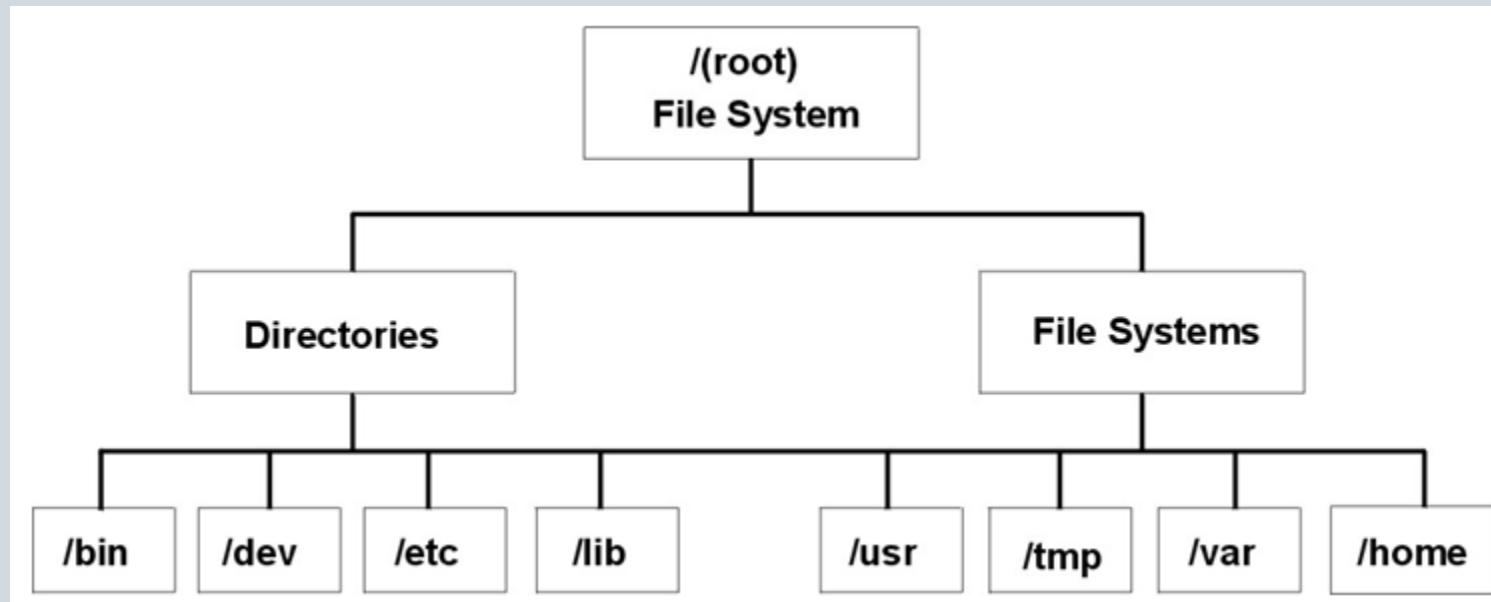 /(root)
File System
Directories
File Systems
/bin
/dev
/etc
/lib
/usr
/tmp
/var
/home